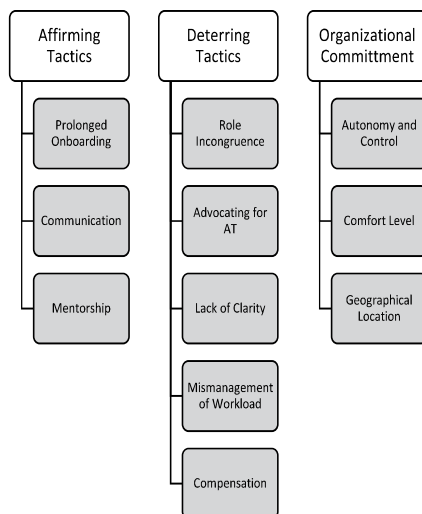 Affirming
Tactics
Prolonged
Onboarding
Communication
Mentorship
Deterring
Tactics
Role
Incongruence
Advocating for
AT
Lack of Clarity
Mismanagement
of Workload
Compensation
Organizational
Committment
Autonomy and
Control
Comfort Level
Geographical
Location